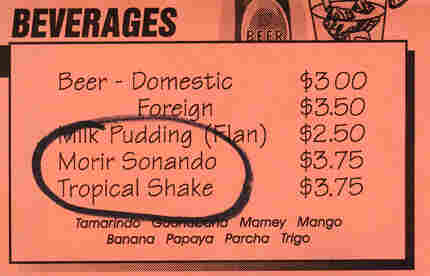 BEVERAGES
BEER
Beer - Domestic $3.00
Foreign $3.50
Milk Pudding (Flan) $2.50
Morir Sonando $3.75
Tropical Shake $3.75
Tamarindo Guanabana Mamey Mango
Banana Papaya Parcha Trigo